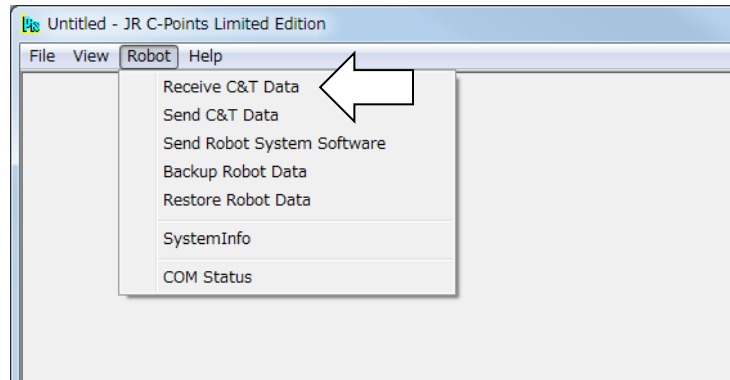 Untitled - JR C-Points Limited Edition
File View Robot Help
Receive C&T Data
Send C&T Data
Send Robot System Software
Backup Robot Data
Restore Robot Data
SystemInfo
COM Status